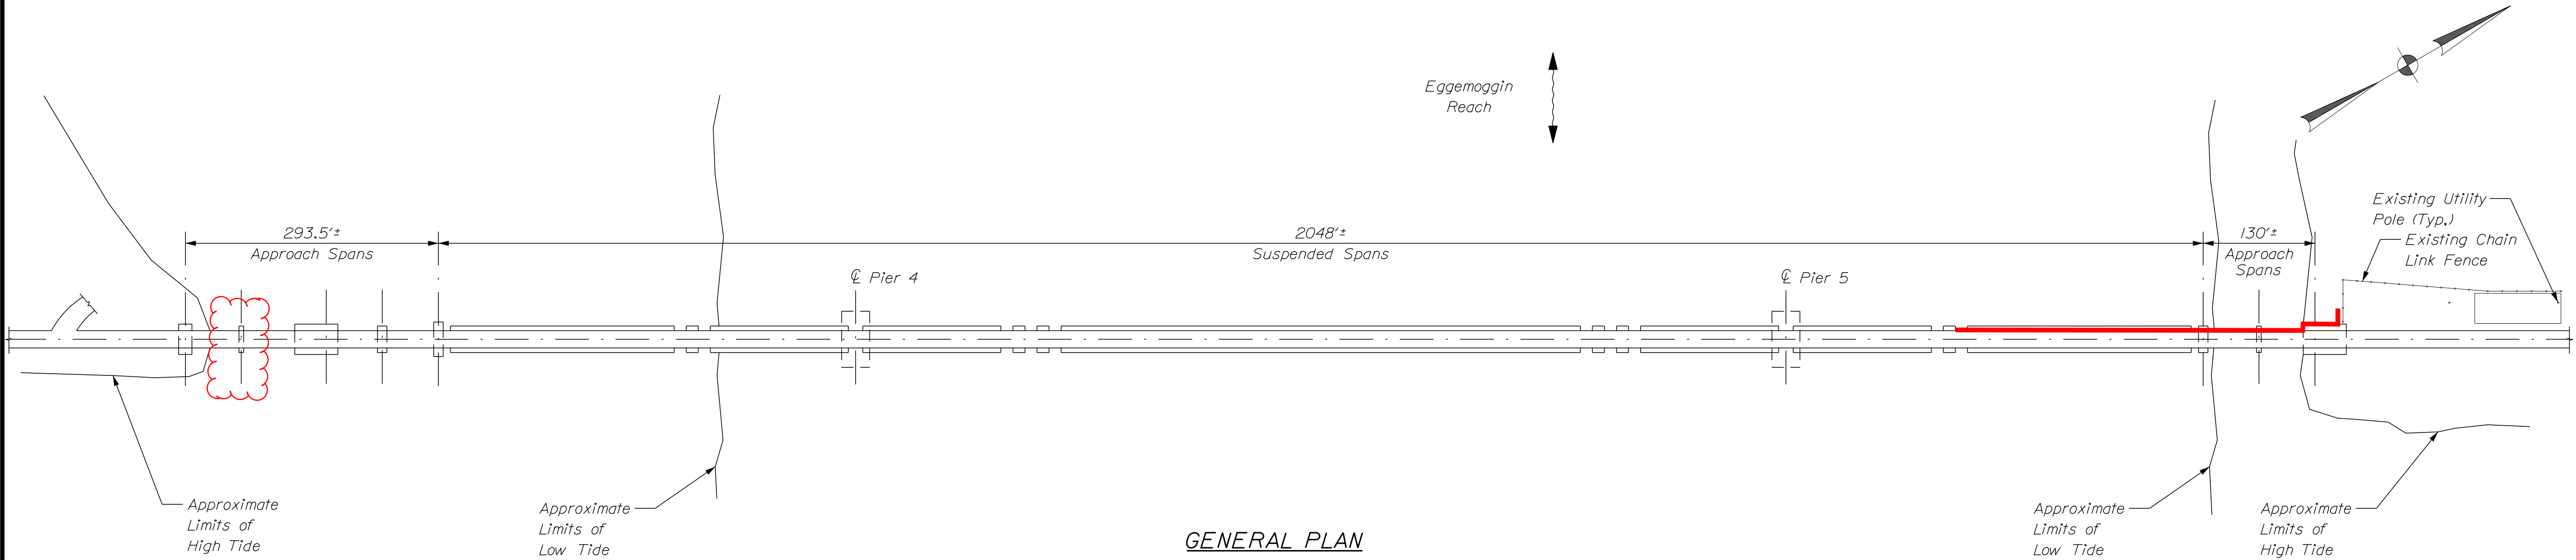 Eggemoggin
Reach
Existing Utility
Pole (Typ.)
Existing Chain
Link Fence
293.5'±
Approach Spans
2048'±
Suspended Spans
130'±
Approach
Spans
℄ Pier 4
℄ Pier 5
Approximate
Limits of
High Tide
Approximate
Limits of
Low Tide
Approximate
Limits of
Low Tide
Approximate
Limits of
High Tide
GENERAL PLAN